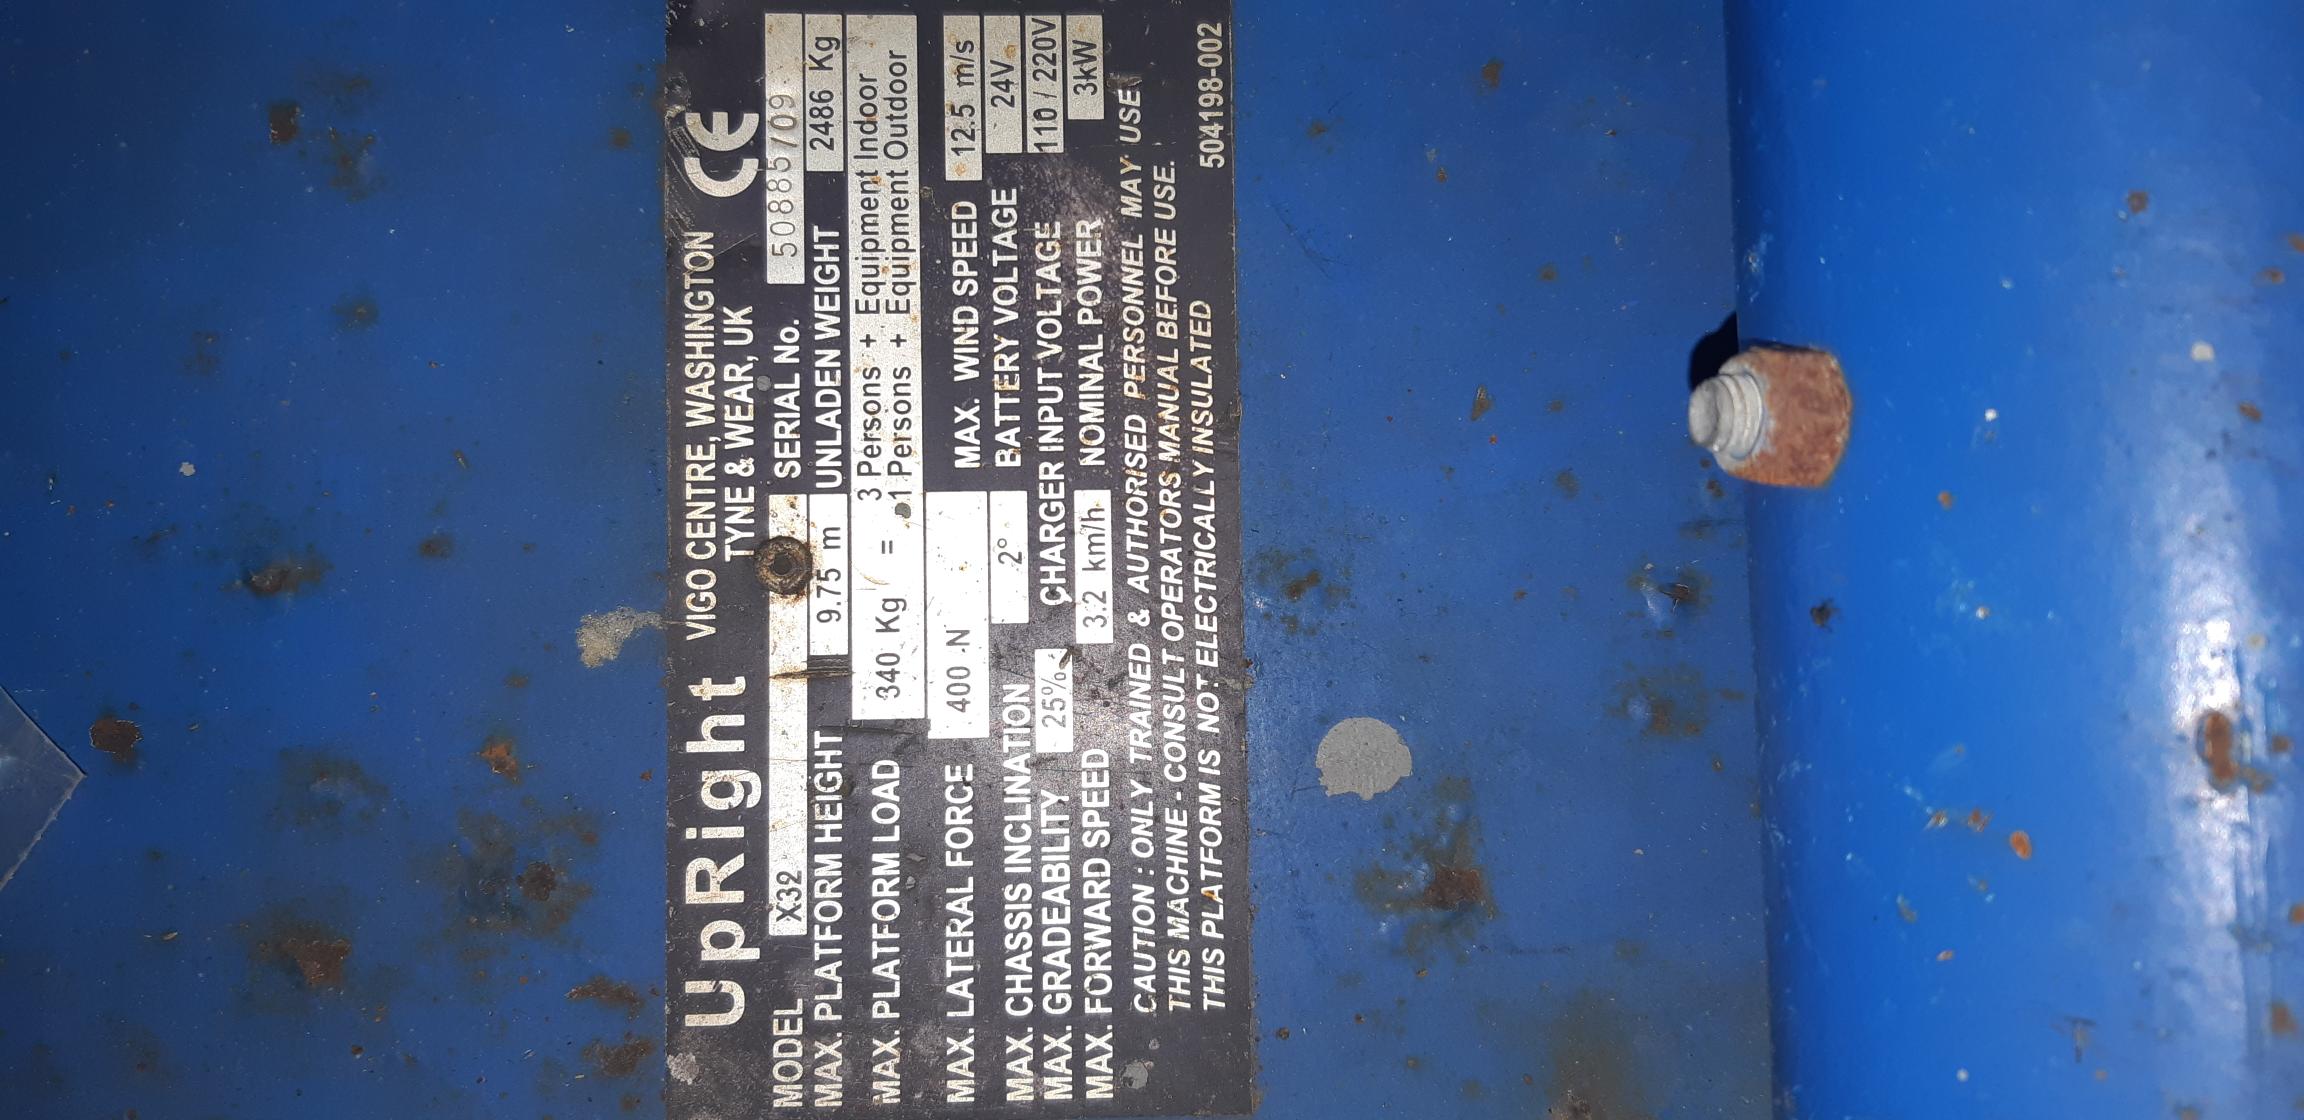 UpRight VIGO CENTRE, WASHINGTON
TYNE & WEAR, UK CE
MODEL X32 SERIAL No. 50885/09
MAX. PLATFORM HEIGHT 9.75 m UNLADEN WEIGHT 2486 Kg
MAX. PLATFORM LOAD 340 Kg = 3 Persons + Equipment Indoor
1 Persons + Equipment Outdoor
MAX. LATERAL FORCE 400 N MAX. WIND SPEED 12.5 m/s
MAX. CHASSIS INCLINATION 2° BATTERY VOLTAGE 24V
MAX. GRADEABILITY 25% CHARGER INPUT VOLTAGE 110 / 220V
MAX. FORWARD SPEED 3.2 km/h NOMINAL POWER 3kW
CAUTION : ONLY TRAINED & AUTHORISED PERSONNEL MAY USE
THIS MACHINE - CONSULT OPERATORS MANUAL BEFORE USE.
THIS PLATFORM IS NOT ELECTRICALLY INSULATED 504198-002